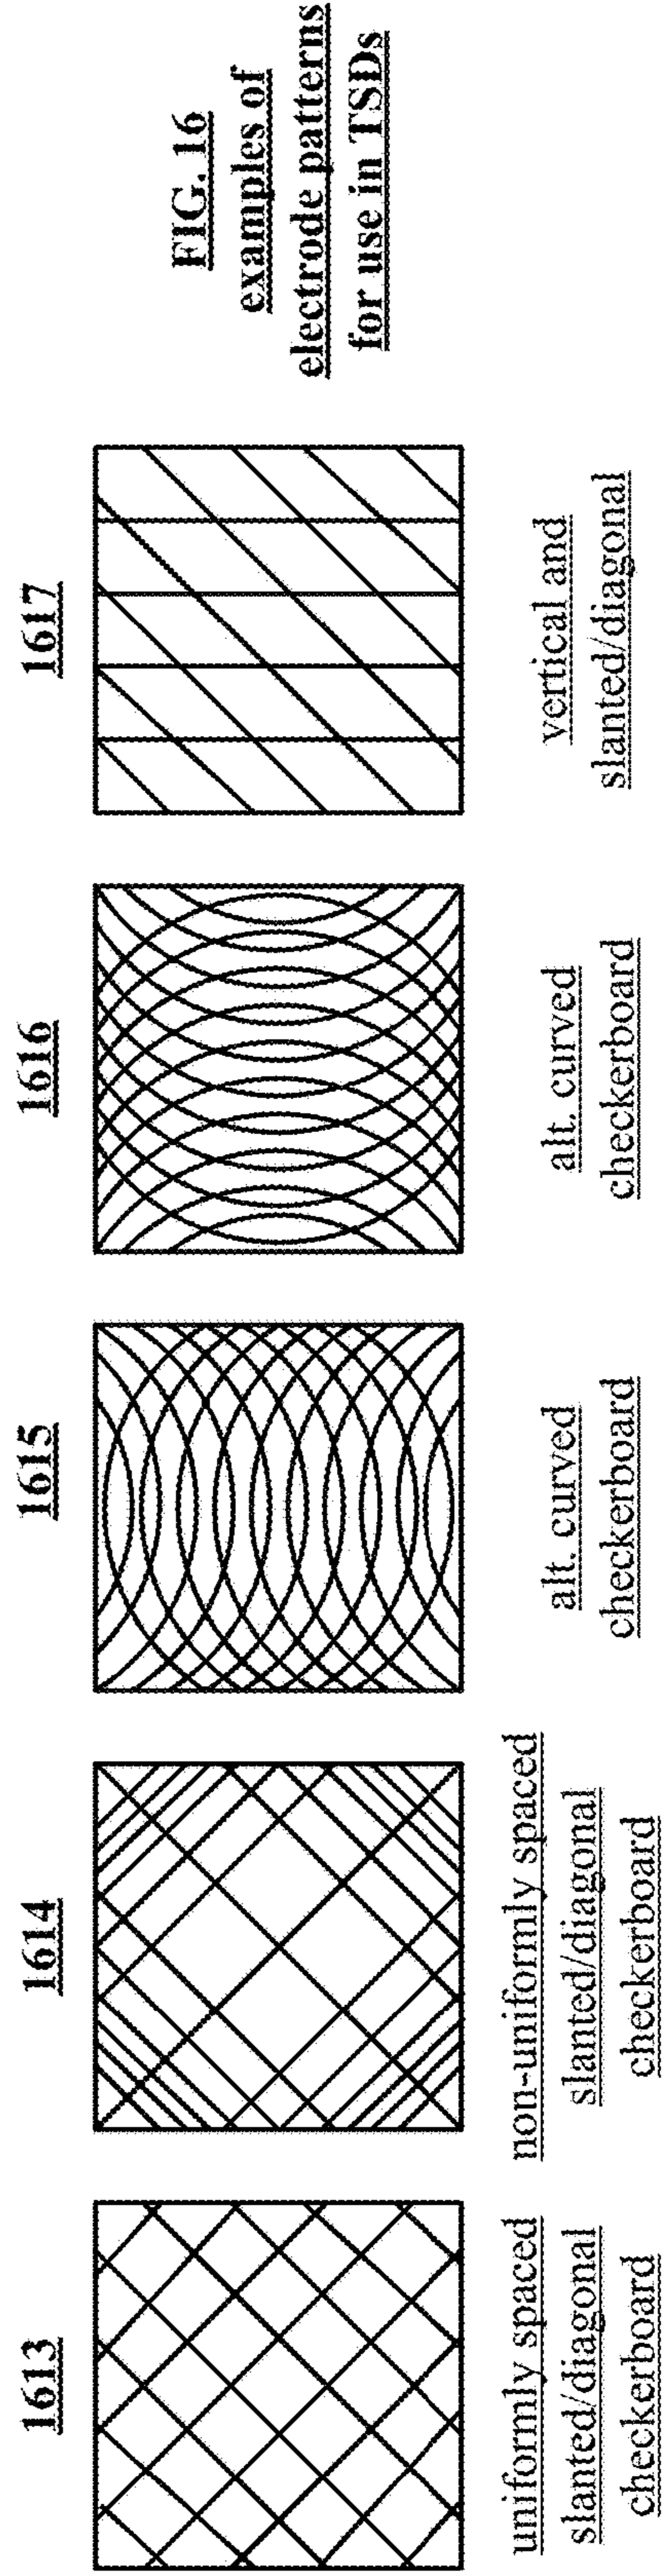 1613
uniformly spaced
slanted/diagonal
checkerboard
1614
non-uniformly spaced
slanted/diagonal
checkerboard
1615
alt. curved
checkerboard
1616
alt. curved
checkerboard
1617
vertical and
slanted/diagonal
FIG. 16
examples of
electrode patterns
for use in TSDs